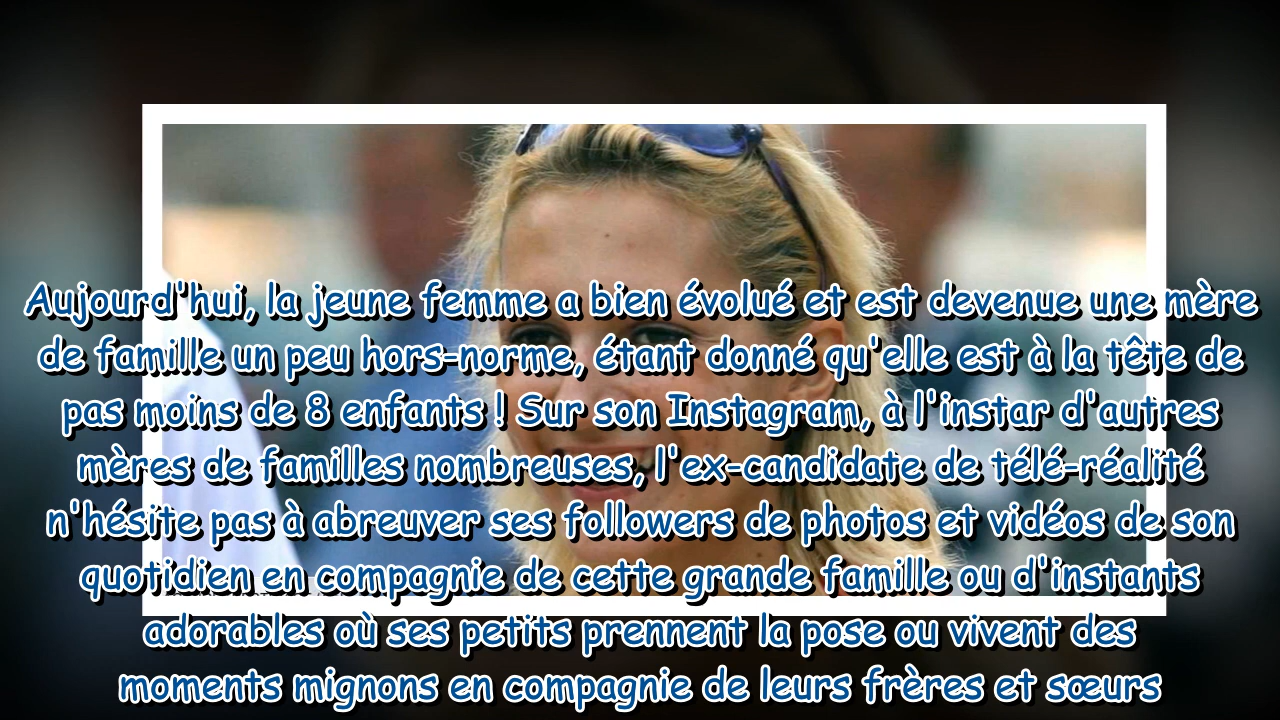 Aujourd'hui, la jeune femme a bien évolué et est devenue une mère
de famille un peu hors-norme, étant donné qu'elle est à la tête de
pas moins de 8 enfants ! Sur son Instagram, à l'instar d'autres
mères de familles nombreuses, l'ex-candidate de télé-réalité
n'hésite pas à abreuver ses followers de photos et vidéos de son
quotidien en compagnie de cette grande famille ou d'instants
adorables où ses petits prennent la pose ou vivent des
moments mignons en compagnie de leurs frères et sœurs